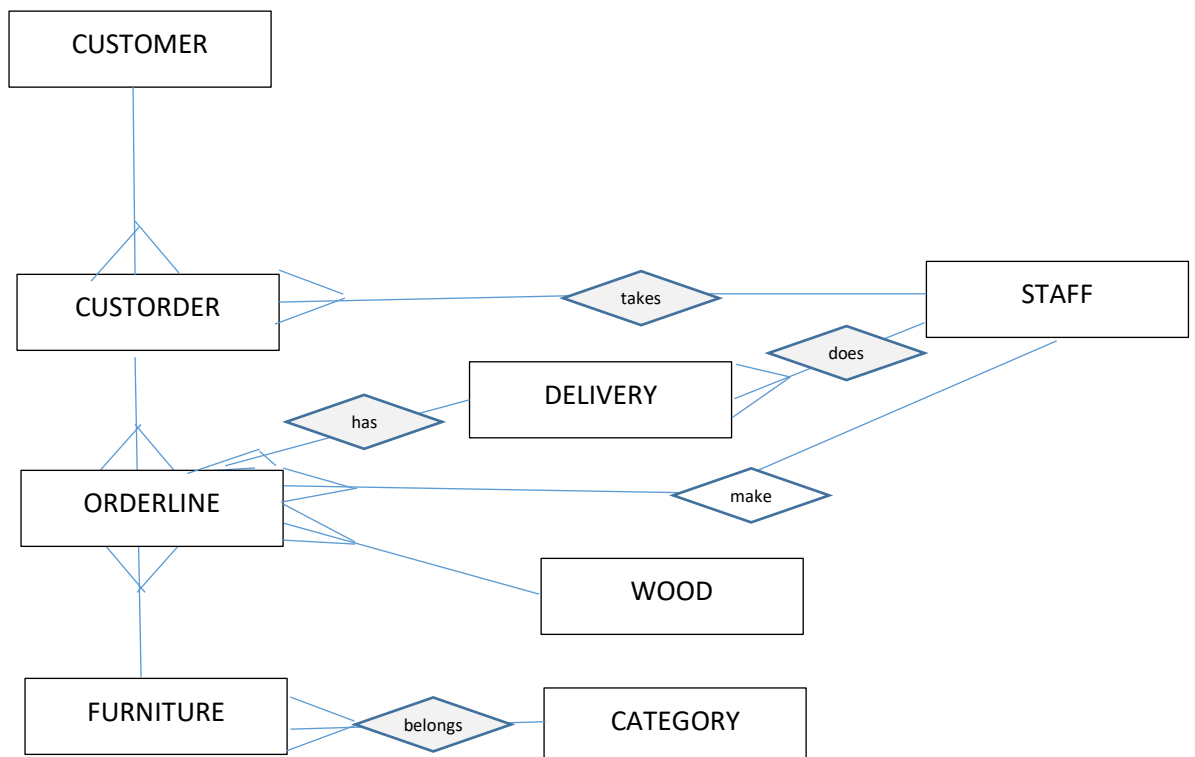 CUSTOMER
CUSTORDER
takes
STAFF
does
DELIVERY
has
ORDERLINE
make
WOOD
FURNITURE
belongs
CATEGORY